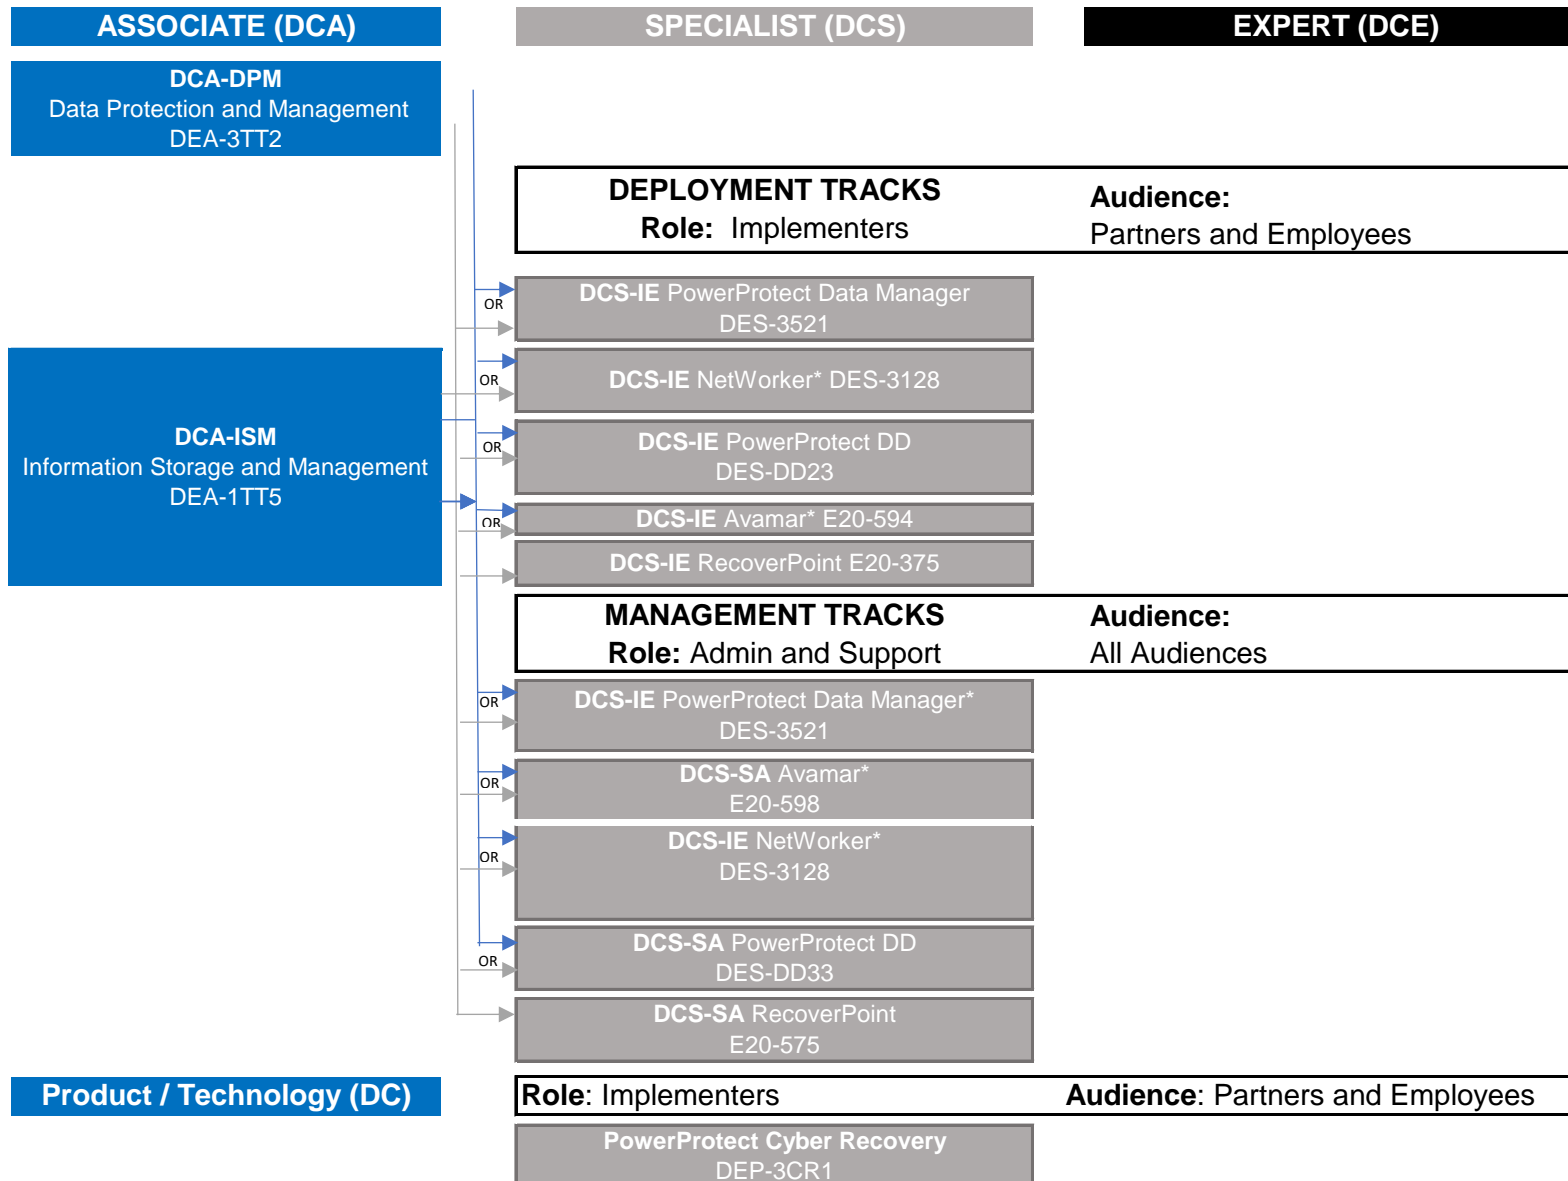 ASSOCIATE (DCA)
SPECIALIST (DCS)
EXPERT (DCE)
DCA-DPM
Data Protection and Management
DEA-3TT2
DEPLOYMENT TRACKS
Role: Implementers
Audience:
Partners and Employees
OR
DCS-IE PowerProtect Data Manager
DES-3521
OR
DCS-IE NetWorker* DES-3128
DCA-ISM
Information Storage and Management
DEA-1TT5
OR
DCS-IE PowerProtect DD
DES-DD23
OR
DCS-IE Avamar* E20-594
DCS-IE RecoverPoint E20-375
MANAGEMENT TRACKS
Role: Admin and Support
Audience:
All Audiences
OR
DCS-IE PowerProtect Data Manager*
DES-3521
OR
DCS-SA Avamar*
E20-598
OR
DCS-IE NetWorker*
DES-3128
OR
DCS-SA PowerProtect DD
DES-DD33
DCS-SA RecoverPoint
E20-575
Product / Technology (DC)
Role: Implementers
Audience: Partners and Employees
PowerProtect Cyber Recovery
DEP-3CR1